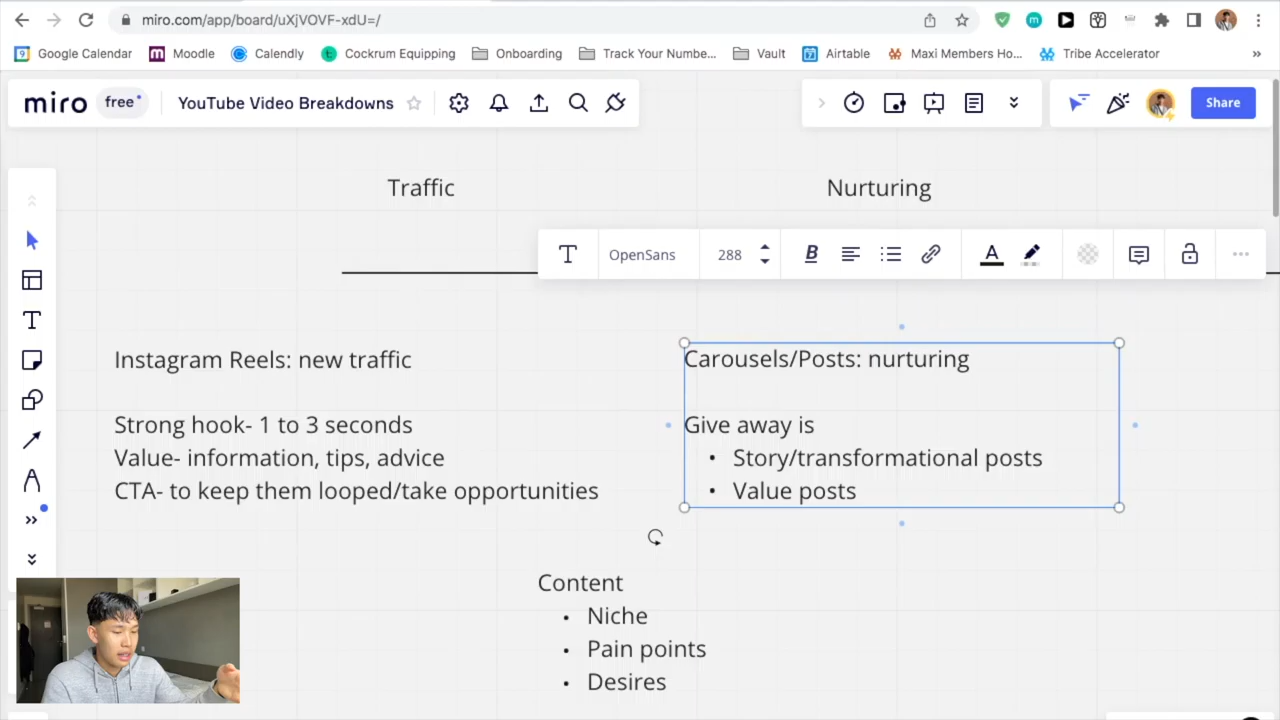 miro.com/app/board/uXjVOVF-xdU=/
Google Calendar Moodle Calendly Cockrum Equipping Onboarding Track Your Numbe... Vault Airtable Maxi Members Ho... Tribe Accelerator
miro free YouTube Video Breakdowns Share
Traffic
Nurturing
OpenSans 288 B A
Instagram Reels: new traffic
Strong hook- 1 to 3 seconds
Value- information, tips, advice
CTA- to keep them looped/take opportunities
Carousels/Posts: nurturing
Give away is
• Story/transformational posts
• Value posts
Content
• Niche
• Pain points
• Desires